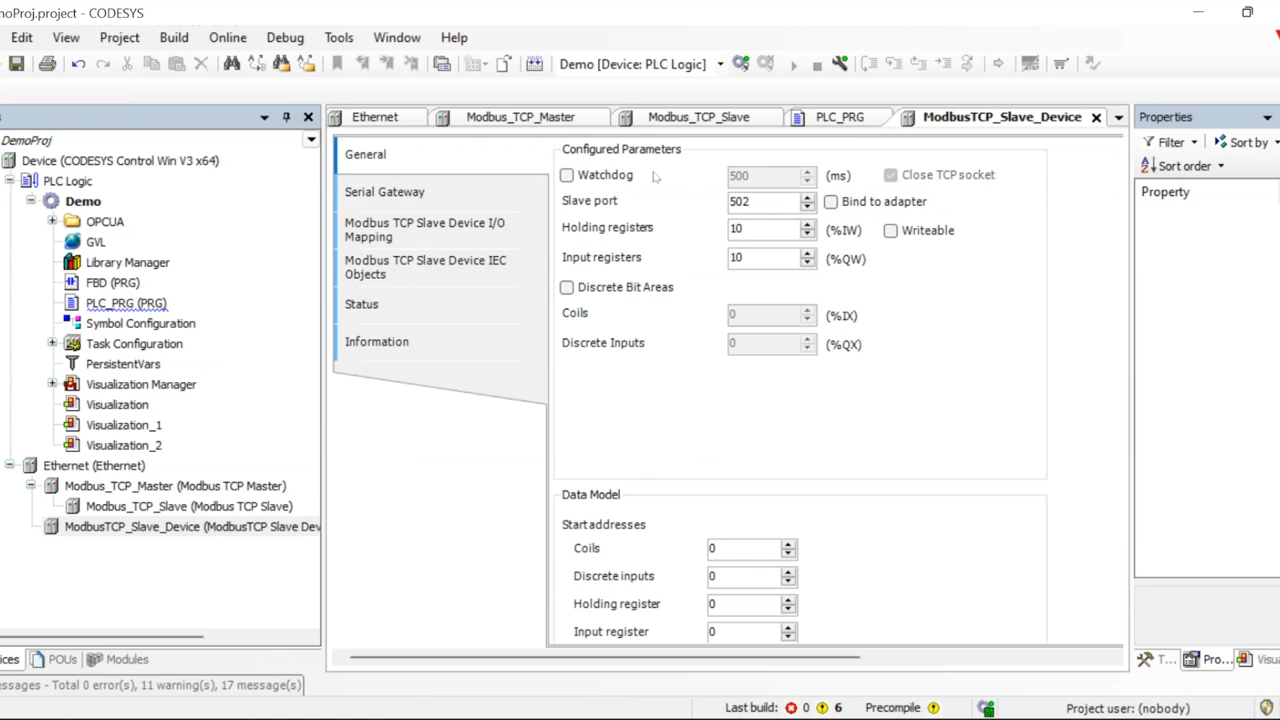 moProj.project - CODESYS
Edit View Project Build Online Debug Tools Window Help
Demo [Device: PLC Logic]
s
DemoProj
Device (CODESYS Control Win V3 x64)
PLC Logic
Demo
OPCUA
GVL
Library Manager
FBD (PRG)
PLC_PRG (PRG)
Symbol Configuration
Task Configuration
PersistentVars
Visualization Manager
Visualization
Visualization_1
Visualization_2
Ethernet (Ethernet)
Modbus_TCP_Master (Modbus TCP Master)
Modbus_TCP_Slave (Modbus TCP Slave)
ModbusTCP_Slave_Device (ModbusTCP Slave Dev
ices POUs Modules
essages - Total 0 error(s), 11 warning(s), 17 message(s)
Ethernet Modbus_TCP_Master Modbus_TCP_Slave PLC_PRG ModbusTCP_Slave_Device
General
Serial Gateway
Modbus TCP Slave Device I/O
Mapping
Modbus TCP Slave Device IEC
Objects
Status
Information
Configured Parameters
Watchdog 500 (ms) Close TCP socket
Slave port 502 Bind to adapter
Holding registers 10 (%IW) Writeable
Input registers 10 (%QW)
Discrete Bit Areas
Coils 0 (%IX)
Discrete Inputs 0 (%QX)
Data Model
Start addresses
Coils 0
Discrete inputs 0
Holding register 0
Input register 0
Properties
Filter Sort by
Sort order
Property
T... Pro... Visua
Last build: 0 6 Precompile Project user: (nobody)